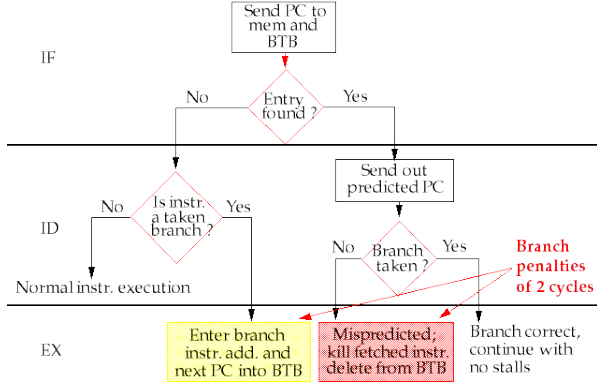 Send PC to
mem and
BTB
IF
Entry
found ?
No
Yes
Send out
predicted PC
Is instr.
a taken
branch ?
No
Yes
ID
No
Branch
taken ?
Yes
Branch
penalties
of 2 cycles
Normal instr. execution
EX
Enter branch
instr. add. and
next PC into BTB
Mispredicted;
kill fetched instr.
delete from BTB
Branch correct,
continue with
no stalls